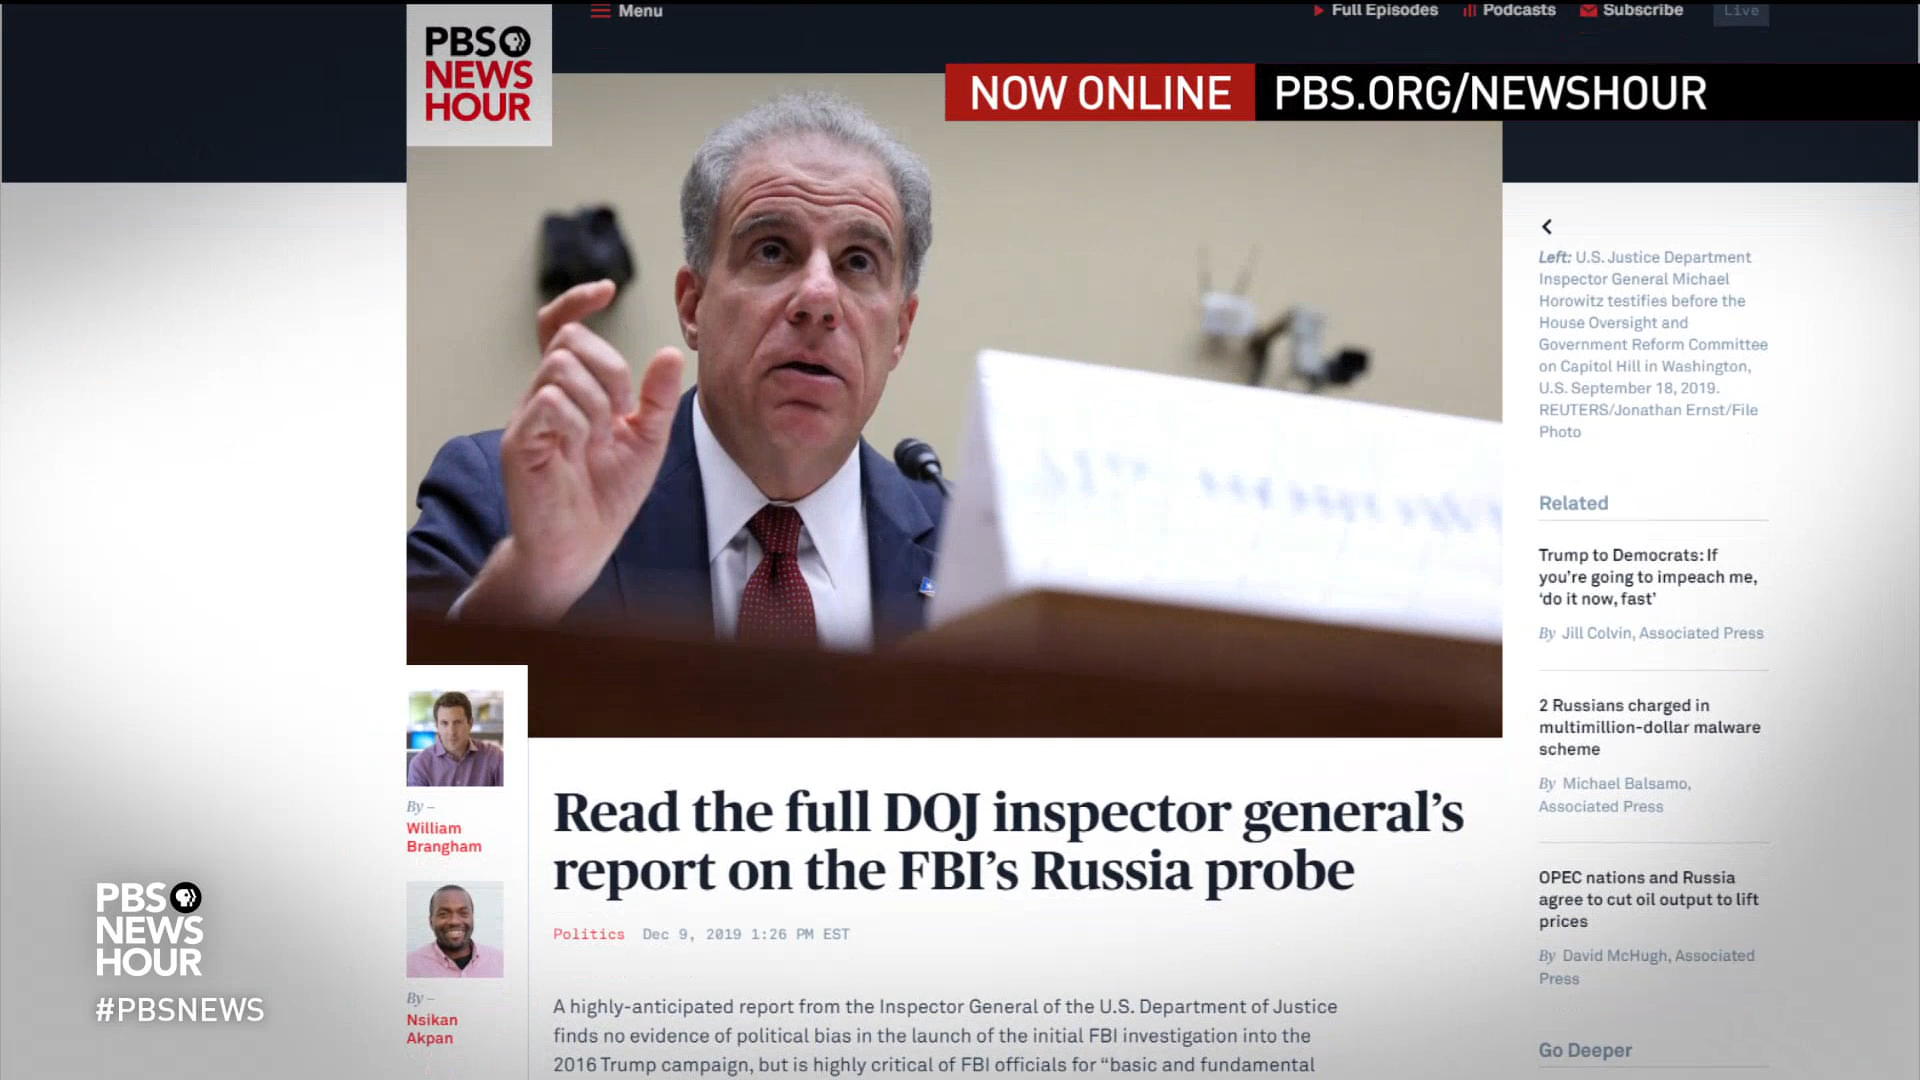 Menu
Full Episodes
Podcasts
Subscribe
Live
PBS
NEWS
HOUR
NOW ONLINE
PBS.ORG/NEWSHOUR
Left: U.S. Justice Department
Inspector General Michael
Horowitz testifies before the
House Oversight and
Government Reform Committee
on Capitol Hill in Washington,
U.S. September 18, 2019.
REUTERS/Jonathan Ernst/File
Photo
Related
Trump to Democrats: If
you're going to impeach me,
'do it now, fast'
By Jill Colvin, Associated Press
2 Russians charged in
multimillion-dollar malware
scheme
By Michael Balsamo,
Associated Press
OPEC nations and Russia
agree to cut oil output to lift
prices
By David McHugh, Associated
Press
Go Deeper
By –
William
Brangham
By –
Nsikan
Akpan
Read the full DOJ inspector general's
report on the FBI's Russia probe
Politics Dec 9, 2019 1:26 PM EST
A highly-anticipated report from the Inspector General of the U.S. Department of Justice
finds no evidence of political bias in the launch of the initial FBI investigation into the
2016 Trump campaign, but is highly critical of FBI officials for “basic and fundamental
PBS
NEWS
HOUR
#PBSNEWS